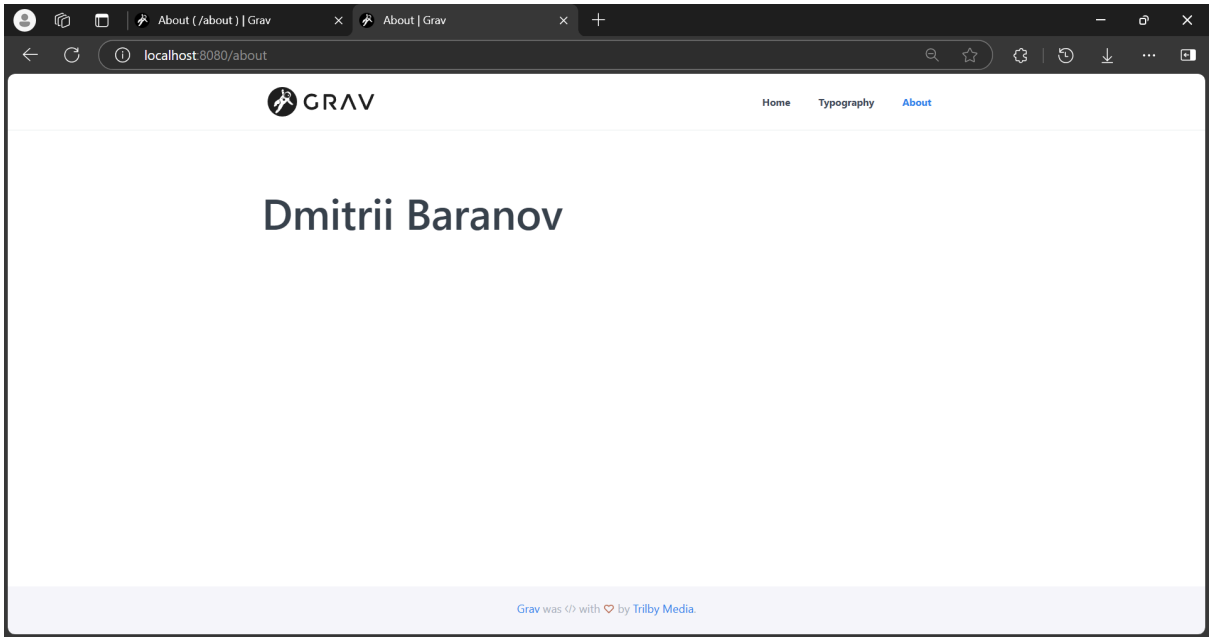 About ( /about ) | Grav
About | Grav
localhost:8080/about
GRAV
Home Typography About
Dmitrii Baranov
Grav was </> with ♡ by Trilby Media.